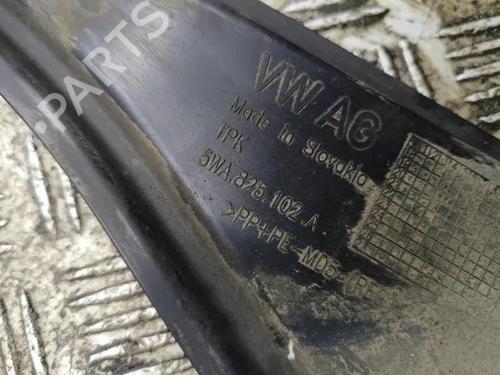 B PARTS
VW AG
Made in Slovakia
TPK
5WA.825.102.A
>PP+PE-MD5